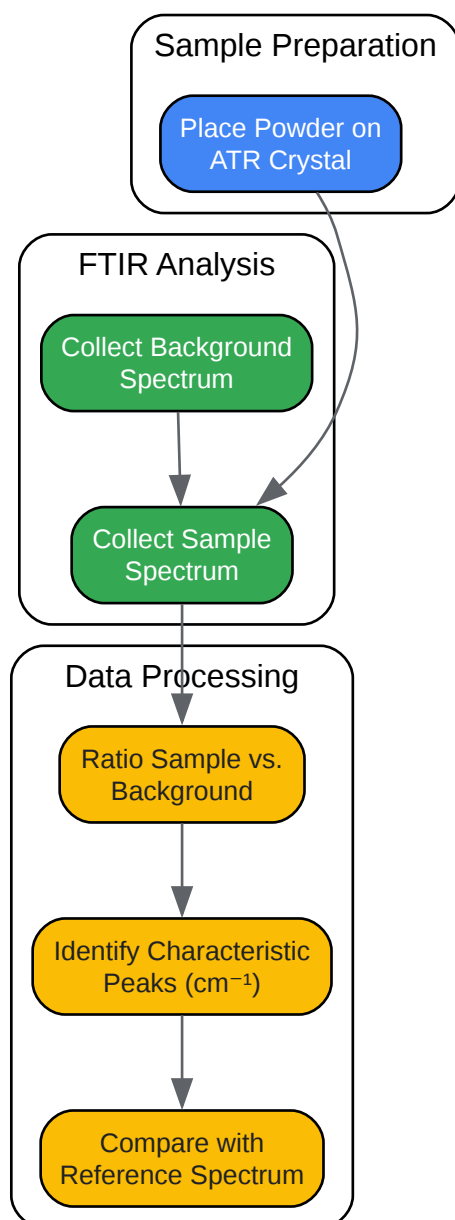 Sample Preparation
Place Powder on
ATR Crystal
FTIR Analysis
Collect Background
Spectrum
Collect Sample
Spectrum
Data Processing
Ratio Sample vs.
Background
Identify Characteristic
Peaks (cm⁻¹)
Compare with
Reference Spectrum